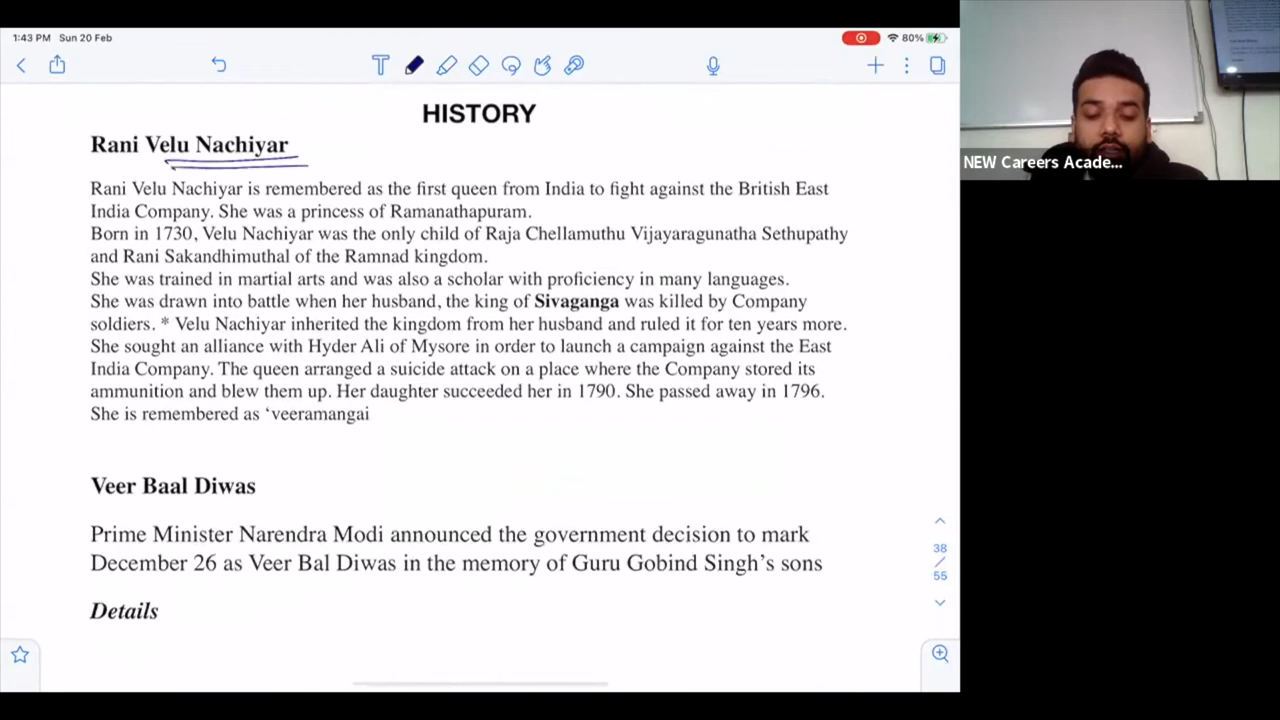 1:43 PM Sun 20 Feb
80%
HISTORY
Rani Velu Nachiyar
Rani Velu Nachiyar is remembered as the first queen from India to fight against the British East
India Company. She was a princess of Ramanathapuram.
Born in 1730, Velu Nachiyar was the only child of Raja Chellamuthu Vijayaragunatha Sethupathy
and Rani Sakandhimuthal of the Ramnad kingdom.
She was trained in martial arts and was also a scholar with proficiency in many languages.
She was drawn into battle when her husband, the king of Sivaganga was killed by Company
soldiers. * Velu Nachiyar inherited the kingdom from her husband and ruled it for ten years more.
She sought an alliance with Hyder Ali of Mysore in order to launch a campaign against the East
India Company. The queen arranged a suicide attack on a place where the Company stored its
ammunition and blew them up. Her daughter succeeded her in 1790. She passed away in 1796.
She is remembered as ‘veeramangai
Veer Baal Diwas
Prime Minister Narendra Modi announced the government decision to mark
December 26 as Veer Bal Diwas in the memory of Guru Gobind Singh’s sons
Details
38
/
55
NEW Careers Acade...